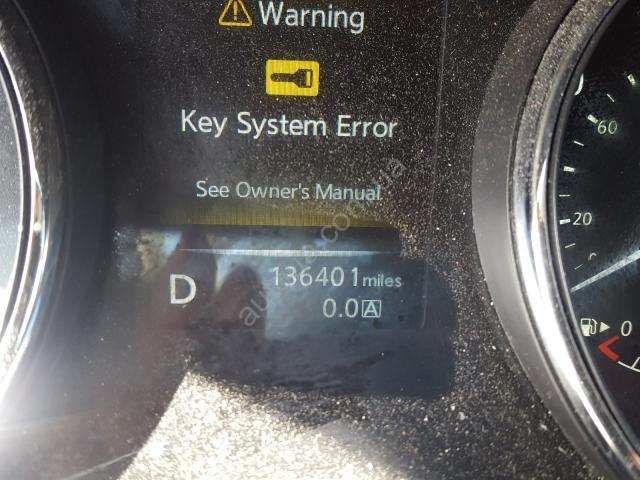 Warning
Key System Error
See Owner's Manual
D
136401 miles
0.0 A
60
20
0